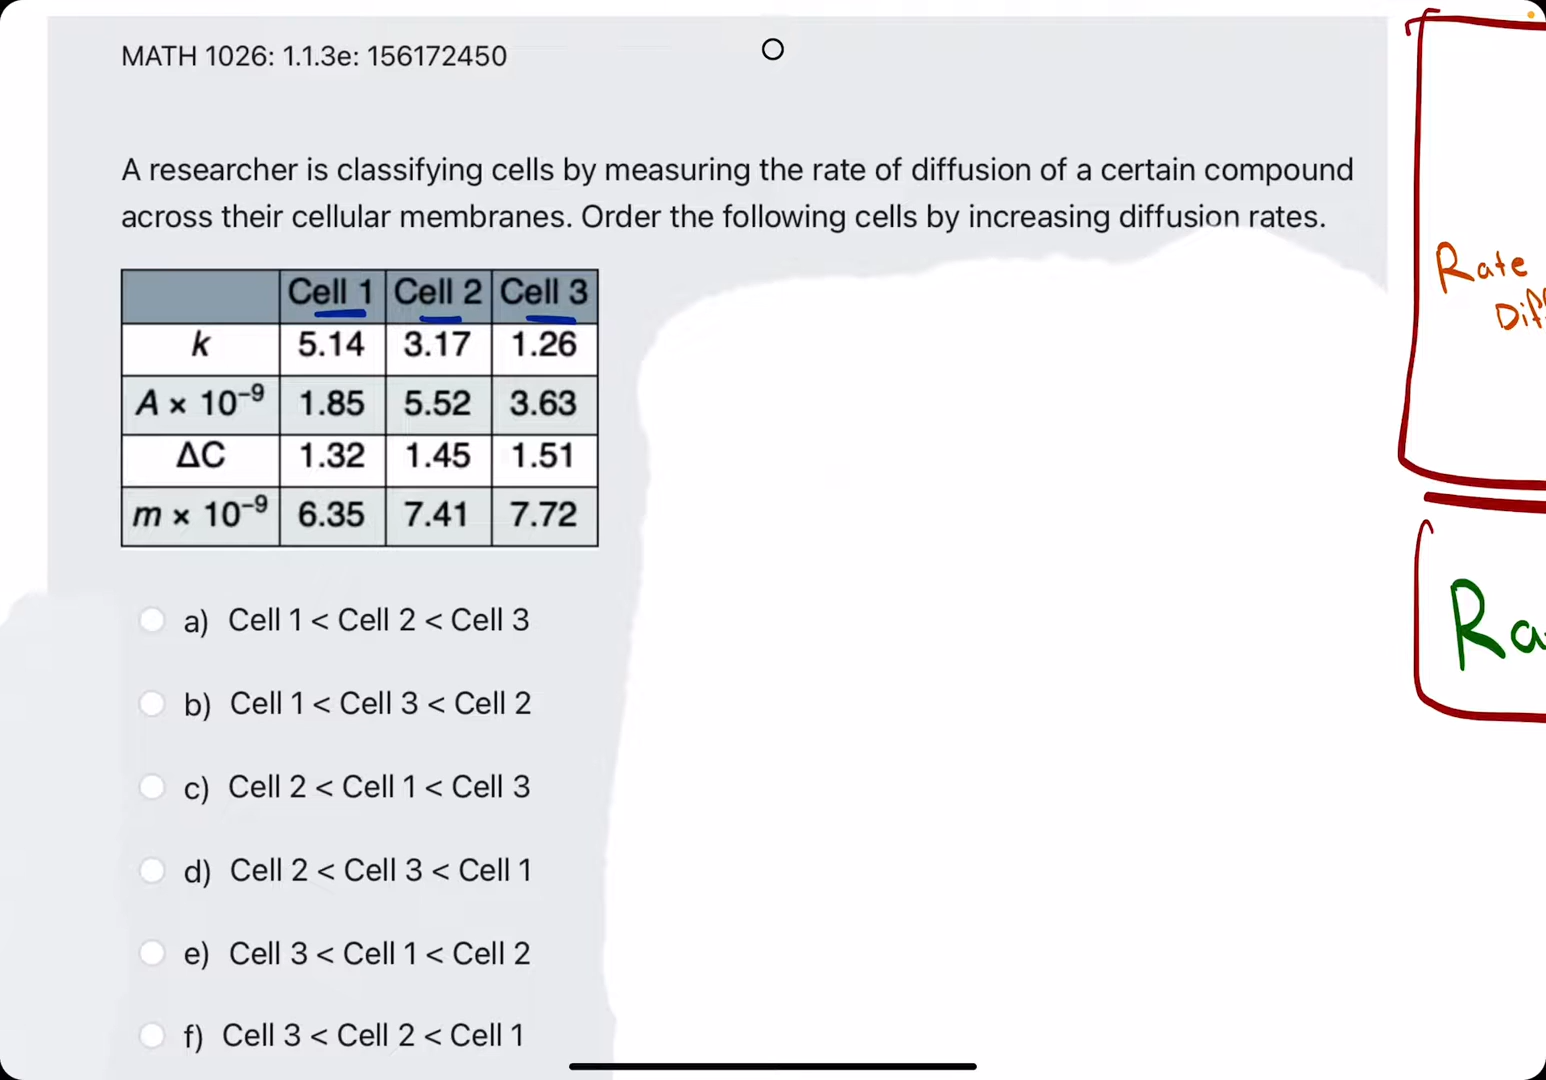 MATH 1026: 1.1.3e: 156172450
A researcher is classifying cells by measuring the rate of diffusion of a certain compound
across their cellular membranes. Order the following cells by increasing diffusion rates.
Cell 1 Cell 2 Cell 3
k 5.14 3.17 1.26
A × 10⁻⁹ 1.85 5.52 3.63
ΔC 1.32 1.45 1.51
m × 10⁻⁹ 6.35 7.41 7.72
a) Cell 1 < Cell 2 < Cell 3
b) Cell 1 < Cell 3 < Cell 2
c) Cell 2 < Cell 1 < Cell 3
d) Cell 2 < Cell 3 < Cell 1
e) Cell 3 < Cell 1 < Cell 2
f) Cell 3 < Cell 2 < Cell 1
Rate